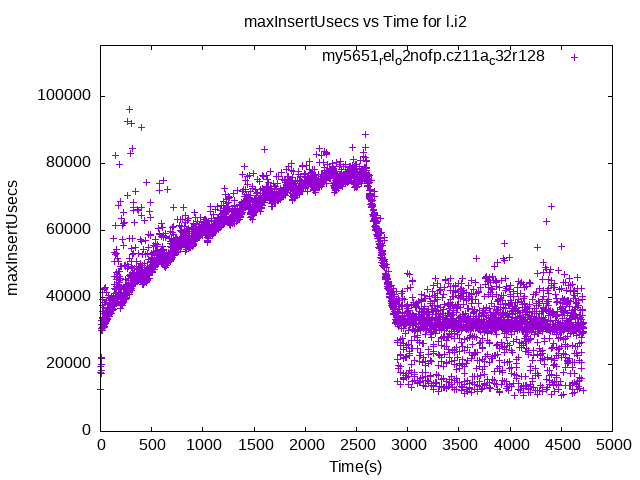 maxInsertUsecs vs Time for l.i2
my5651relo2nofp.cz11ac32r128
100000
80000
60000
40000
20000
0
maxInsertUsecs
0 500 1000 1500 2000 2500 3000 3500 4000 4500 5000
Time(s)